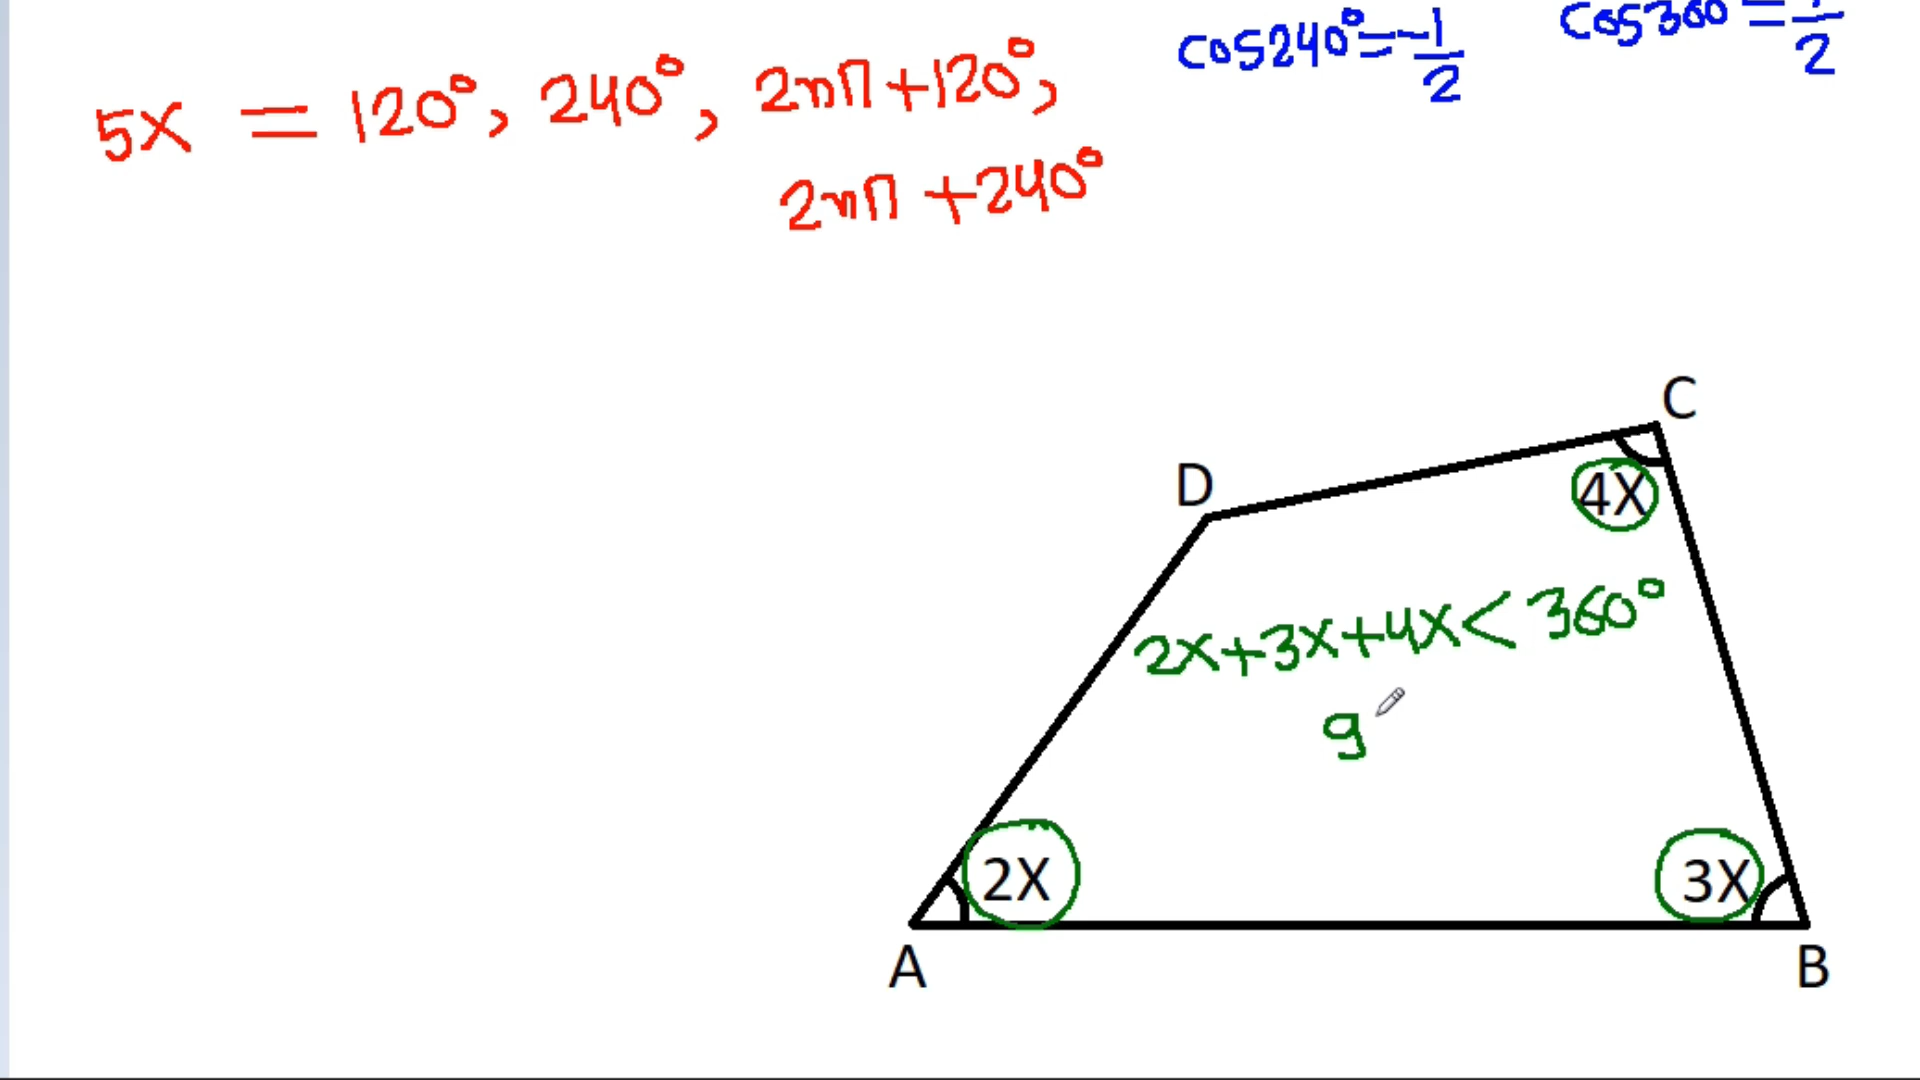 cos240° = -1/2
5x = 120°, 240°, 2nπ+120°,
2nπ+240°
C
D
4X
2x+3x+4x<360°
9
2X
3X
A
B